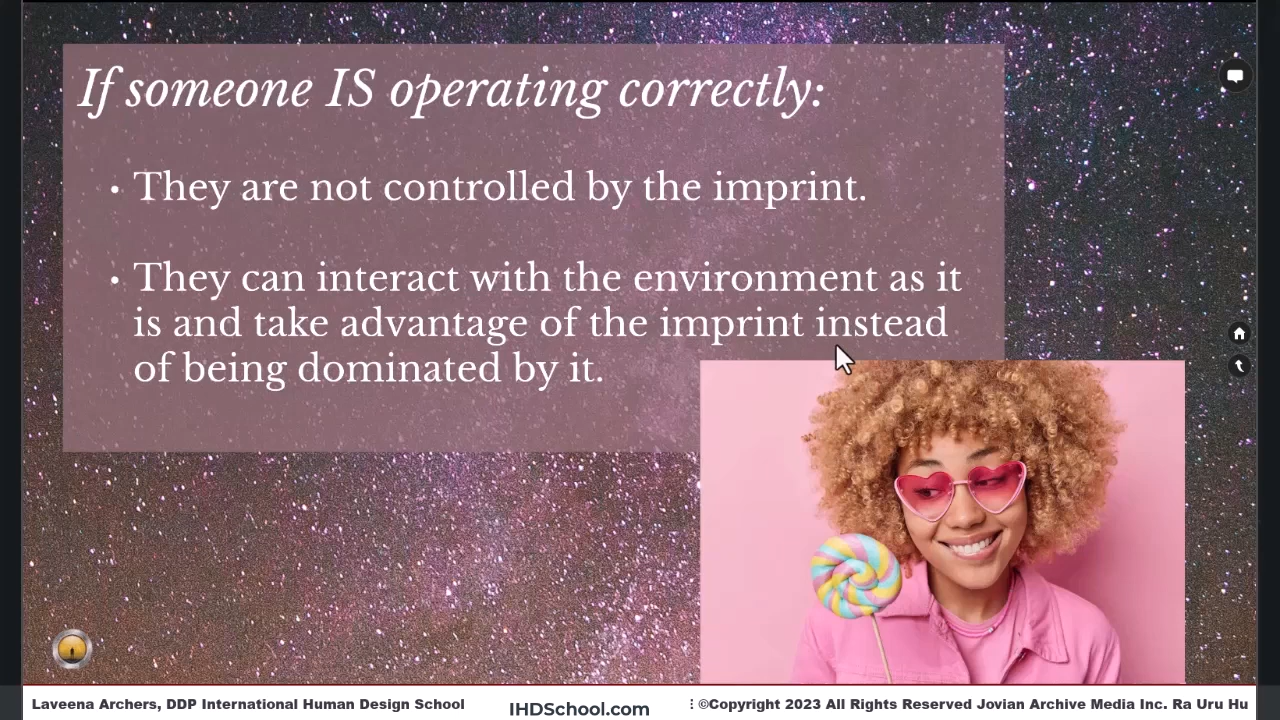 If someone IS operating correctly:
• They are not controlled by the imprint.
• They can interact with the environment as it
is and take advantage of the imprint instead
of being dominated by it.
Laveena Archers, DDP International Human Design School
IHDSchool.com
⋮ ©Copyright 2023 All Rights Reserved Jovian Archive Media Inc. Ra Uru Hu